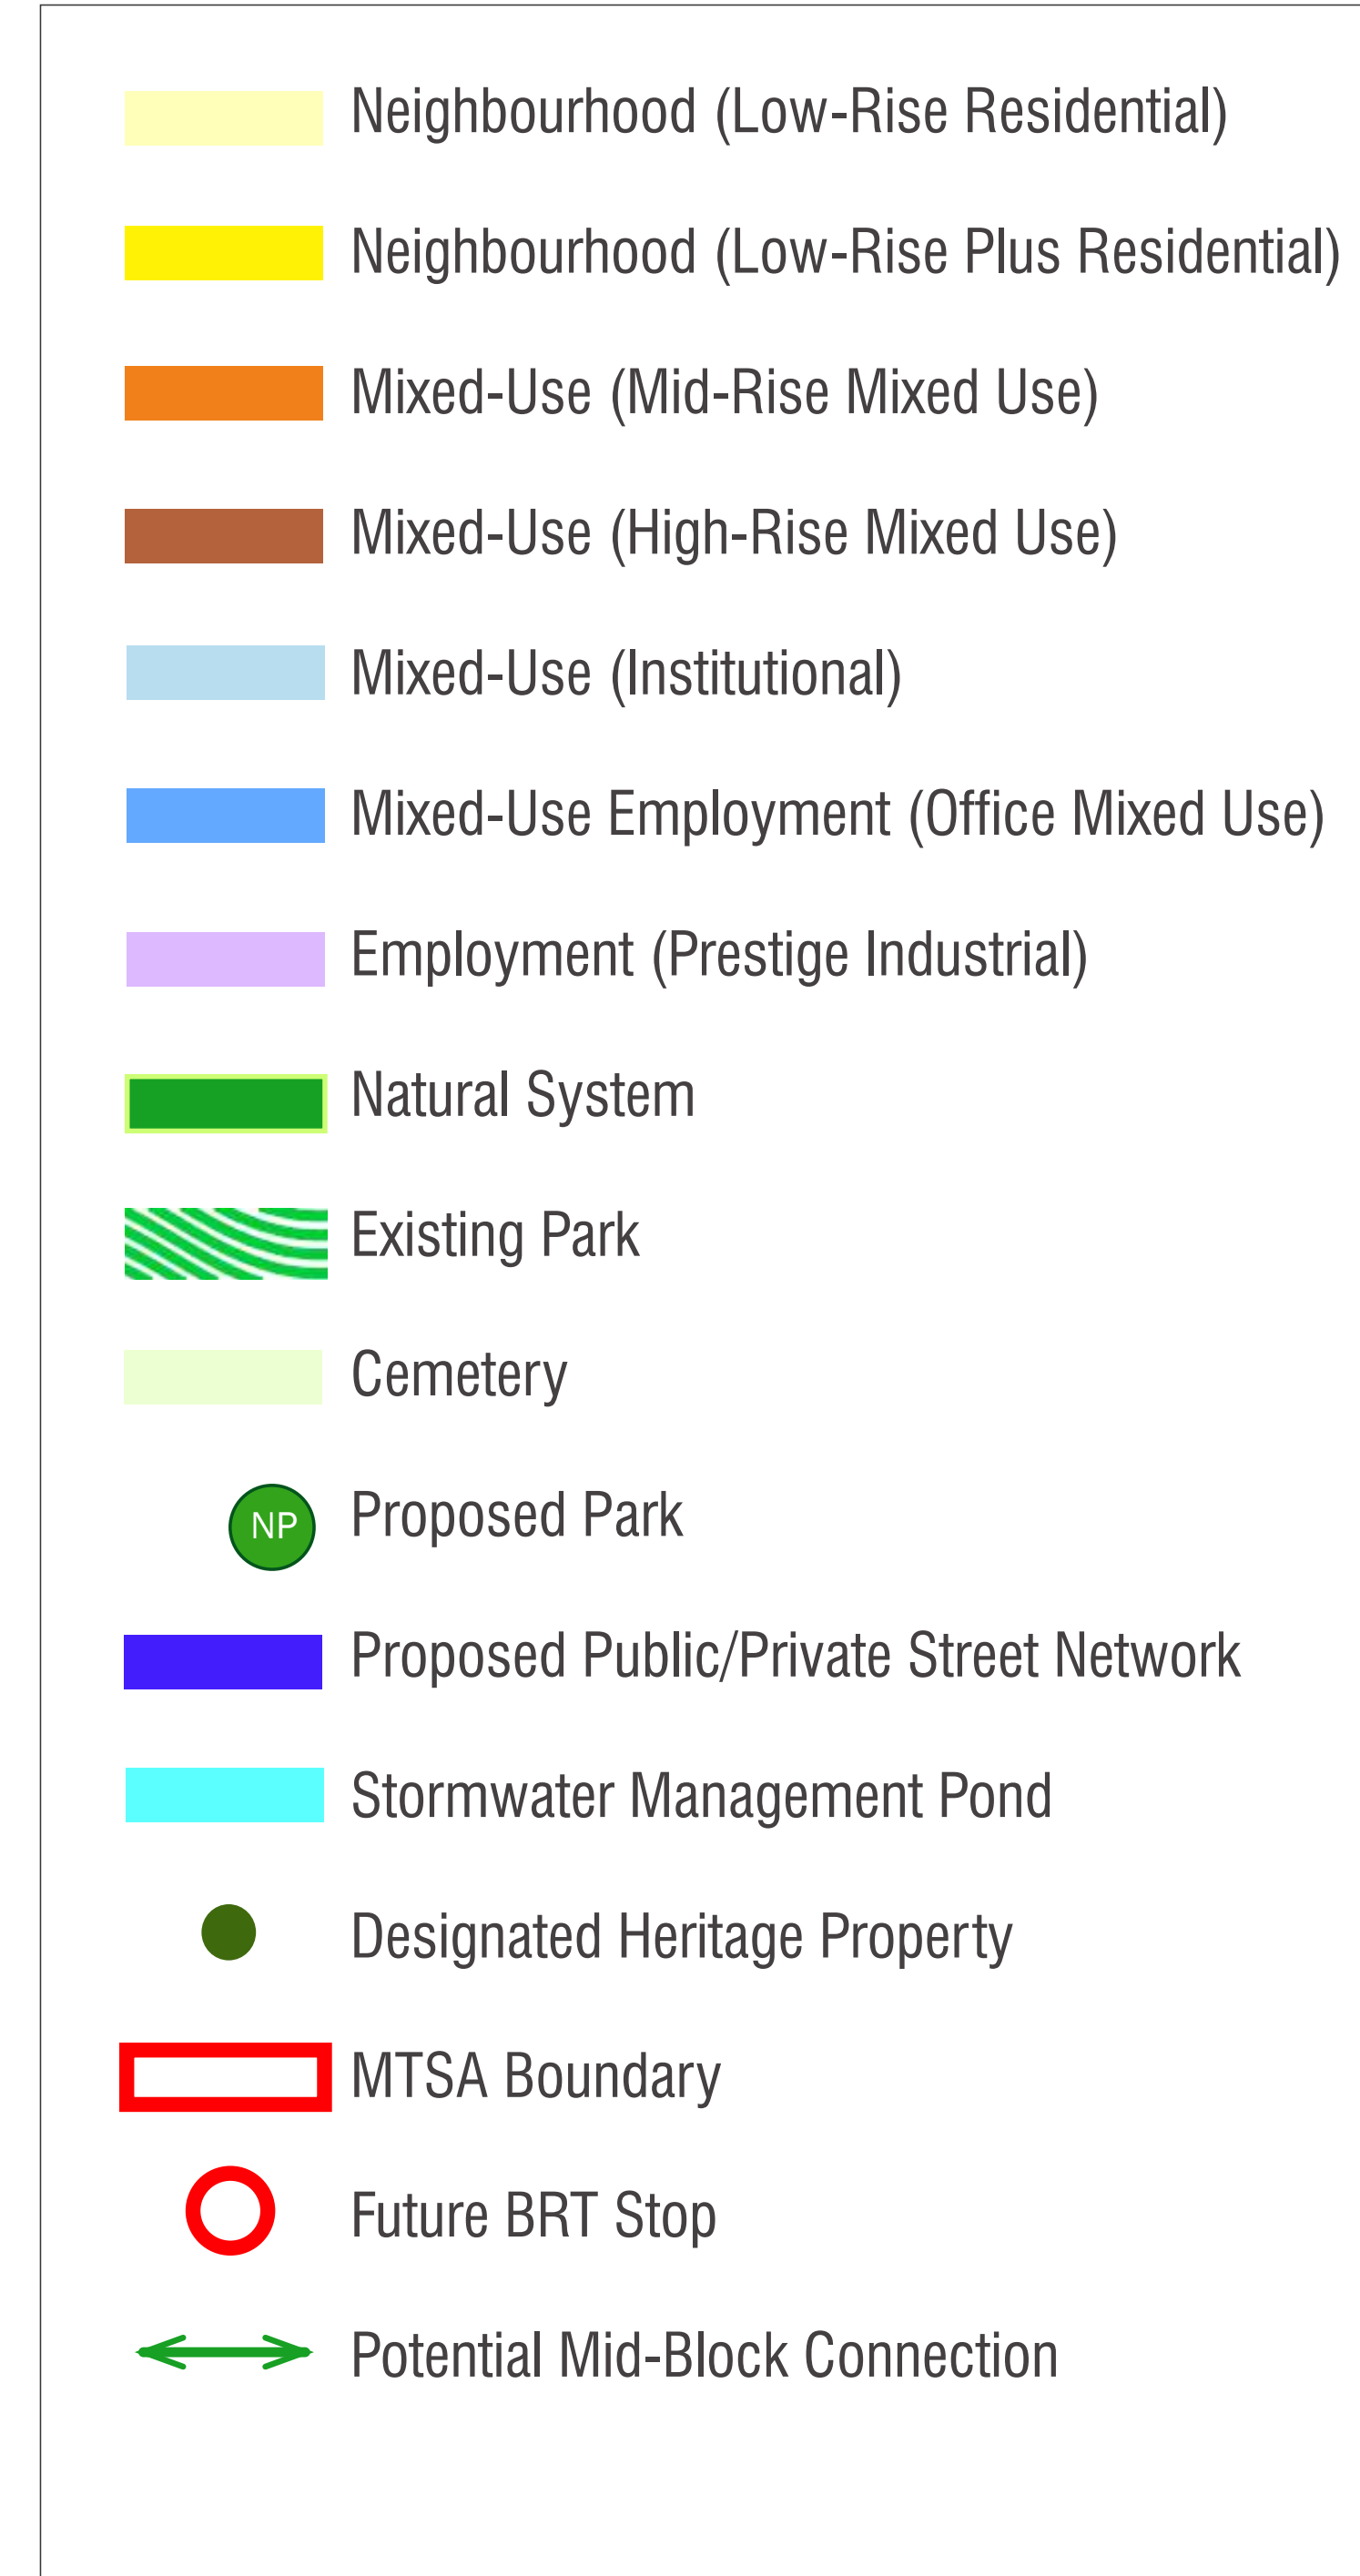 Neighbourhood (Low-Rise Residential)
Neighbourhood (Low-Rise Plus Residential)
Mixed-Use (Mid-Rise Mixed Use)
Mixed-Use (High-Rise Mixed Use)
Mixed-Use (Institutional)
Mixed-Use Employment (Office Mixed Use)
Employment (Prestige Industrial)
Natural System
Existing Park
Cemetery
NP Proposed Park
Proposed Public/Private Street Network
Stormwater Management Pond
Designated Heritage Property
MTSA Boundary
Future BRT Stop
Potential Mid-Block Connection